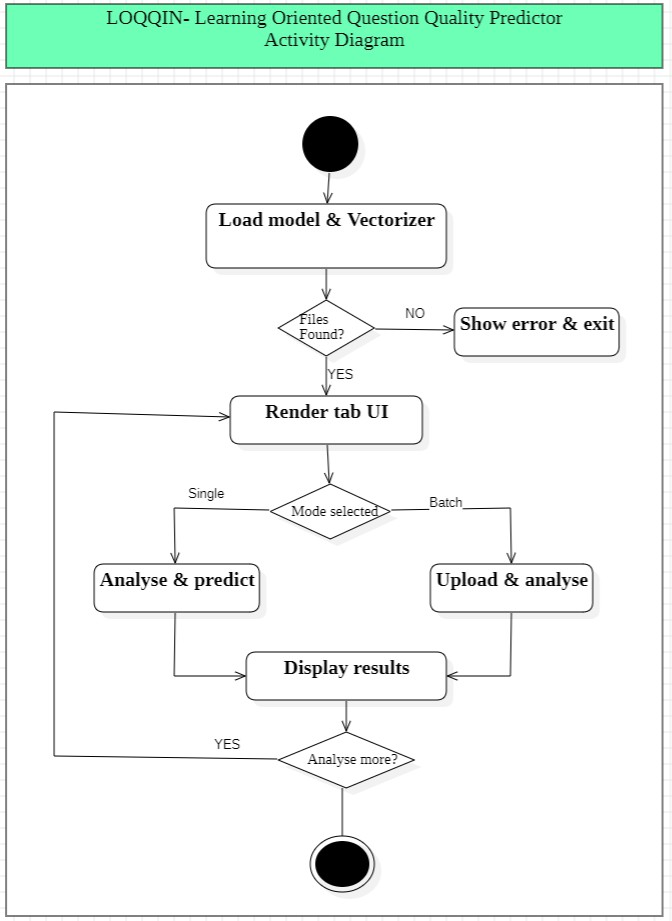 LOQQIN- Learning Oriented Question Quality Predictor
Activity Diagram
Load model & Vectorizer
Files
Found?
NO
Show error & exit
YES
Render tab UI
Single
Mode selected
Batch
Analyse & predict
Upload & analyse
Display results
YES
Analyse more?